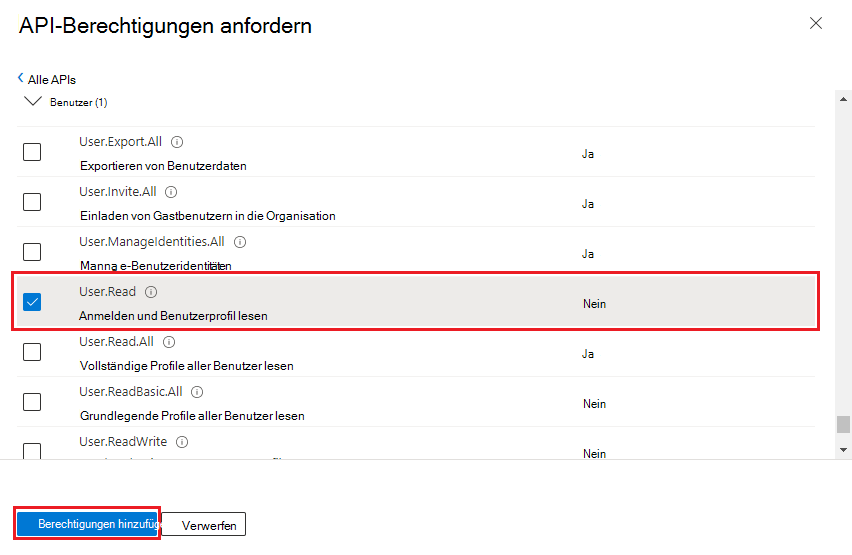 API-Berechtigungen anfordern
Alle APIs
Benutzer (1)
User.Export.All
Exportieren von Benutzerdaten
Ja
User.Invite.All
Einladen von Gastbenutzern in die Organisation
Ja
User.ManageIdentities.All
Manna e-Benutzeridentitäten
Ja
User.Read
Anmelden und Benutzerprofil lesen
Nein
User.Read.All
Vollständige Profile aller Benutzer lesen
Ja
User.ReadBasic.All
Grundlegende Profile aller Benutzer lesen
Nein
User.ReadWrite
Nein
Berechtigungen hinzufüge
Verwerfen